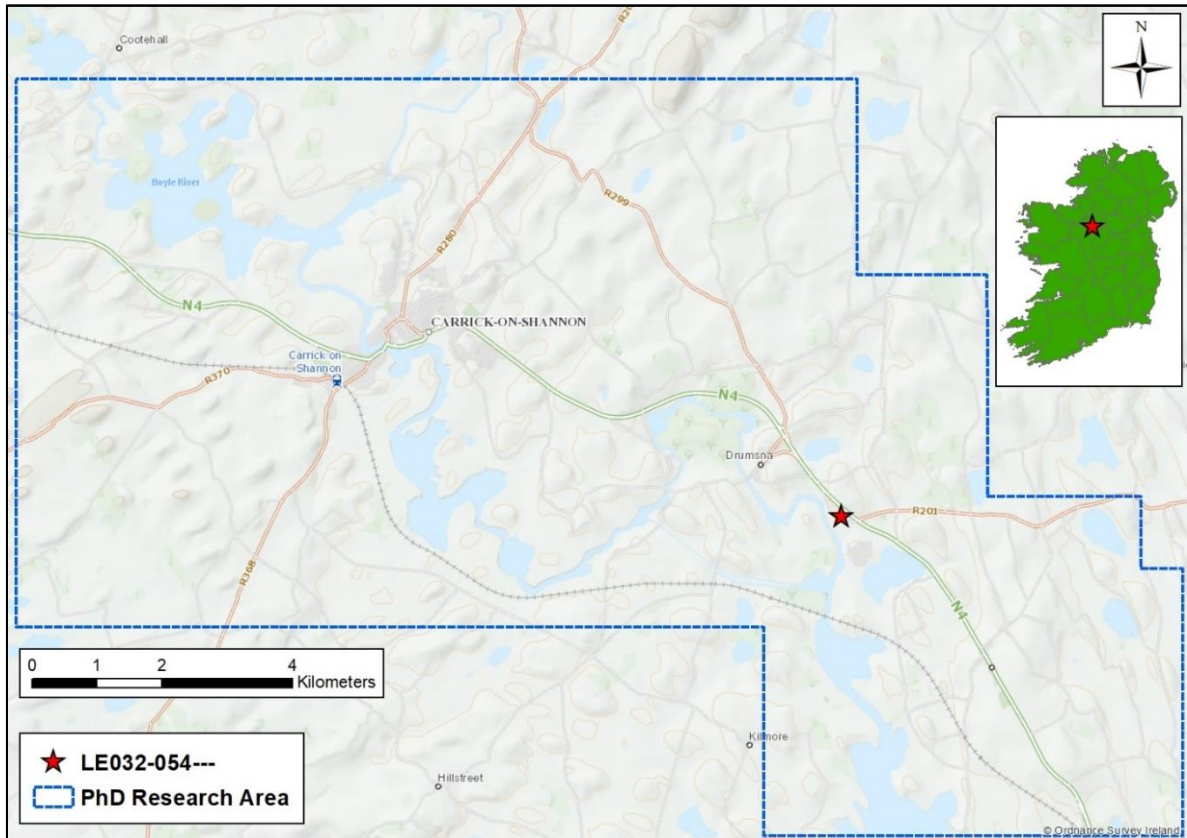 Cootehall
N
Boyle River
R280
R299
N4
CARRICK-ON-SHANNON
Carrick on
Shannon
R370
N4
Drumsna
R201
R368
N4
0 1 2 4
Kilometers
LE032-054---
PhD Research Area
Hillstreet
© Ordnance Survey Ireland